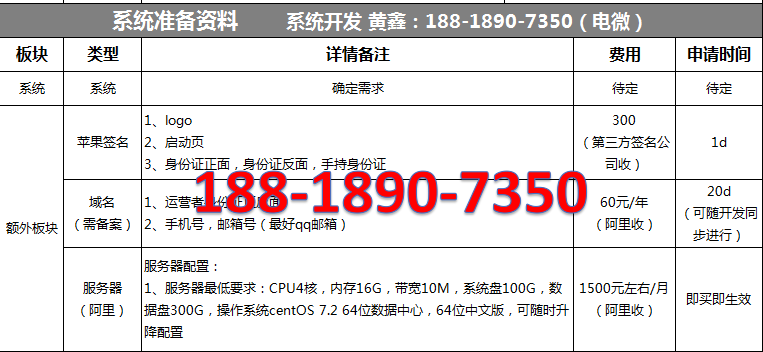 系统准备资料 系统开发 黄鑫：188-1890-7350（电微）
板块 类型 详情备注 费用 申请时间
系统 系统 确定需求 待定 待定
额外板块
苹果签名
1、logo
2、启动页
3、身份证正面，身份证反面，手持身份证
300
（第三方签名公
司收）
1d
域名
（需备案）
1、运营者身份证正反面
2、手机号，邮箱号（最好qq邮箱）
60元/年
（阿里收）
20d
（可随开发同
步进行）
188-1890-7350
服务器
（阿里）
服务器配置：
1、服务器最低要求：CPU4核，内存16G，带宽10M，系统盘100G，数
据盘300G，操作系统centOS 7.2 64位数据中心，64位中文版，可随时升
降配置
1500元左右/月
（阿里收）
即买即生效